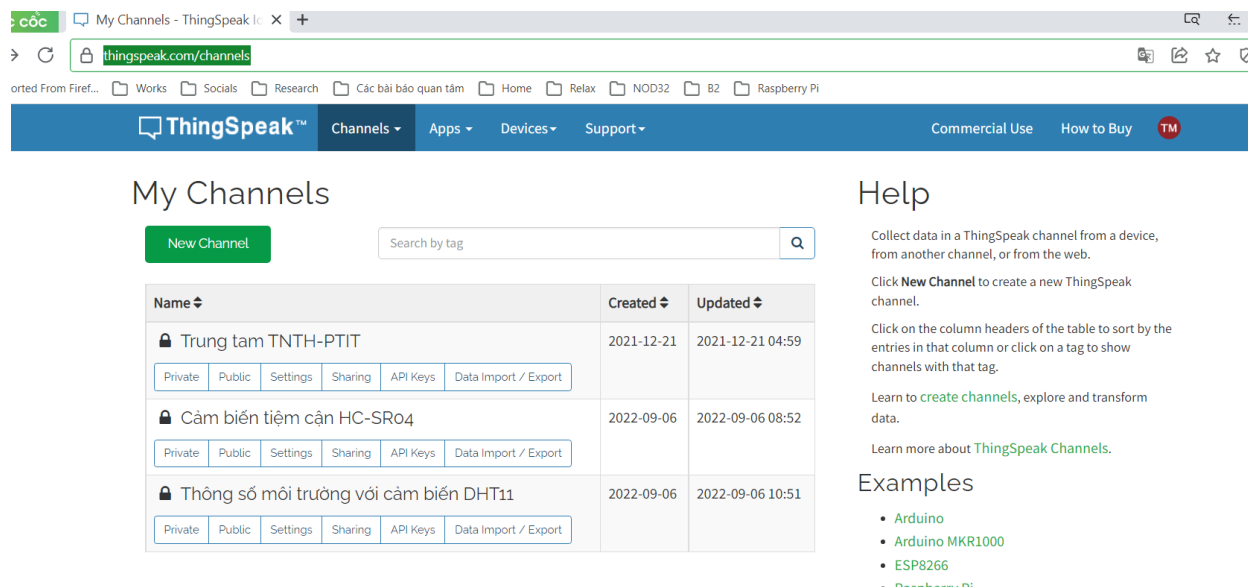 cốc
My Channels - ThingSpeak Io
thingspeak.com/channels
orted From Firef... Works Socials Research Các bài báo quan tâm Home Relax NOD32 B2 Raspberry Pi
ThingSpeak™ Channels Apps Devices Support Commercial Use How to Buy TM
My Channels
New Channel
Search by tag
Name Created Updated
Trung tam TNTH-PTIT 2021-12-21 2021-12-21 04:59
Private Public Settings Sharing API Keys Data Import / Export
Cảm biến tiệm cận HC-SR04 2022-09-06 2022-09-06 08:52
Private Public Settings Sharing API Keys Data Import / Export
Thông số môi trường với cảm biến DHT11 2022-09-06 2022-09-06 10:51
Private Public Settings Sharing API Keys Data Import / Export
Help
Collect data in a ThingSpeak channel from a device,
from another channel, or from the web.
Click New Channel to create a new ThingSpeak
channel.
Click on the column headers of the table to sort by the
entries in that column or click on a tag to show
channels with that tag.
Learn to create channels, explore and transform
data.
Learn more about ThingSpeak Channels.
Examples
Arduino
Arduino MKR1000
ESP8266
Raspberry Pi